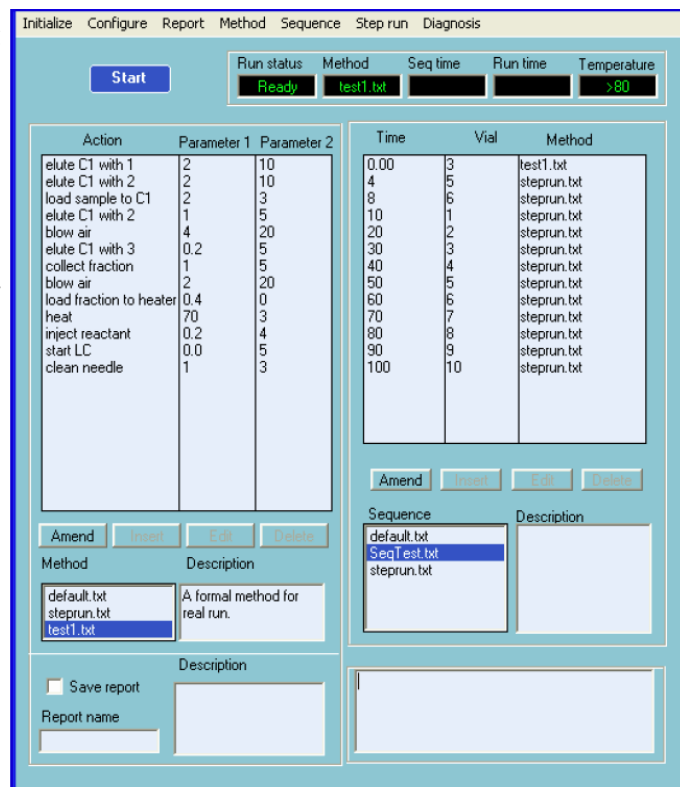 Initialize Configure Report Method Sequence Step run Diagnosis
Start
Run status Method Seq time Run time Temperature
Ready test1.txt >80
Action Parameter 1 Parameter 2
elute C1 with 1 2 10
elute C1 with 2 2 10
load sample to C1 2 3
elute C1 with 2 1 5
blow air 4 20
elute C1 with 3 0.2 5
collect fraction 1 5
blow air 2 20
load fraction to heater 0.4 0
heat 70 3
inject reactant 0.2 4
start LC 0.0 5
clean needle 1 3
Amend Insert Edit Delete
Method Description
default.txt
steprun.txt
test1.txt
A formal method for
real run.
Save report
Report name
Description
Time Vial Method
0.00 3 test1.txt
4 5 steprun.txt
8 6 steprun.txt
10 1 steprun.txt
20 2 steprun.txt
30 3 steprun.txt
40 4 steprun.txt
50 5 steprun.txt
60 6 steprun.txt
70 7 steprun.txt
80 8 steprun.txt
90 9 steprun.txt
100 10 steprun.txt
Amend Insert Edit Delete
Sequence Description
default.txt
SeqTest.txt
steprun.txt